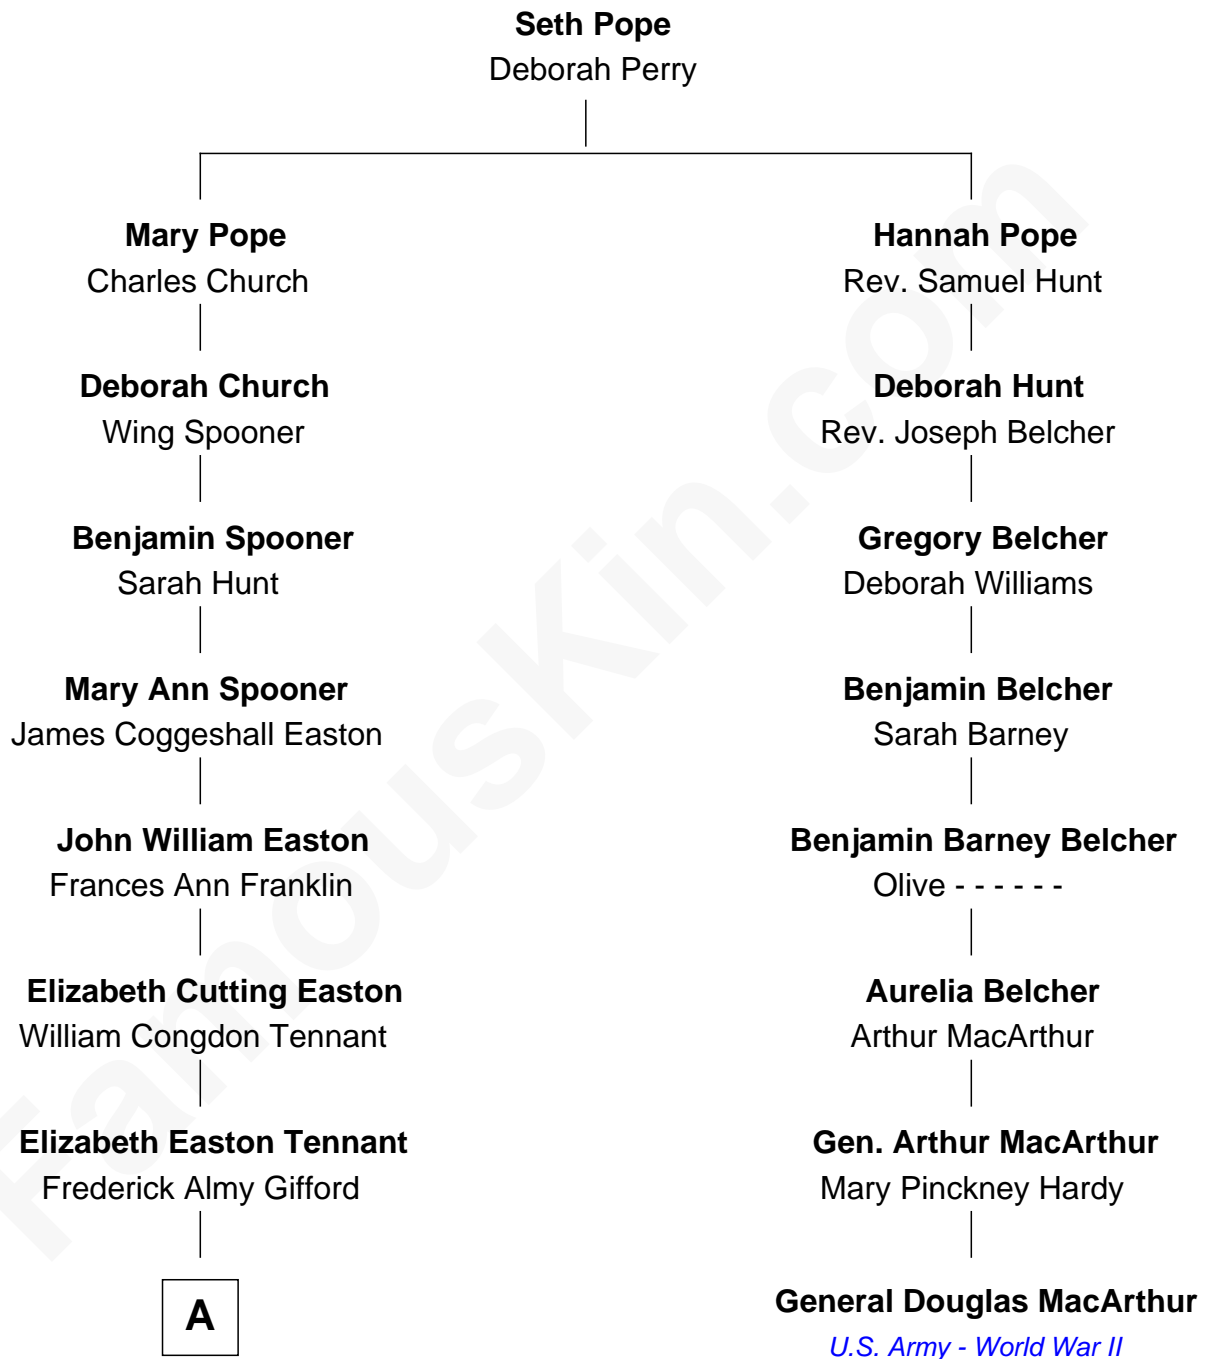 Seth Pope
Deborah Perry
Mary Pope
Charles Church
Hannah Pope
Rev. Samuel Hunt
Deborah Church
Wing Spooner
Deborah Hunt
Rev. Joseph Belcher
Benjamin Spooner
Sarah Hunt
Gregory Belcher
Deborah Williams
Mary Ann Spooner
James Coggeshall Easton
Benjamin Belcher
Sarah Barney
John William Easton
Frances Ann Franklin
Benjamin Barney Belcher
Olive - - - - - -
Elizabeth Cutting Easton
William Congdon Tennant
Aurelia Belcher
Arthur MacArthur
Elizabeth Easton Tennant
Frederick Almy Gifford
Gen. Arthur MacArthur
Mary Pinckney Hardy
A
General Douglas MacArthur
U.S. Army - World War II
FamousKin.com